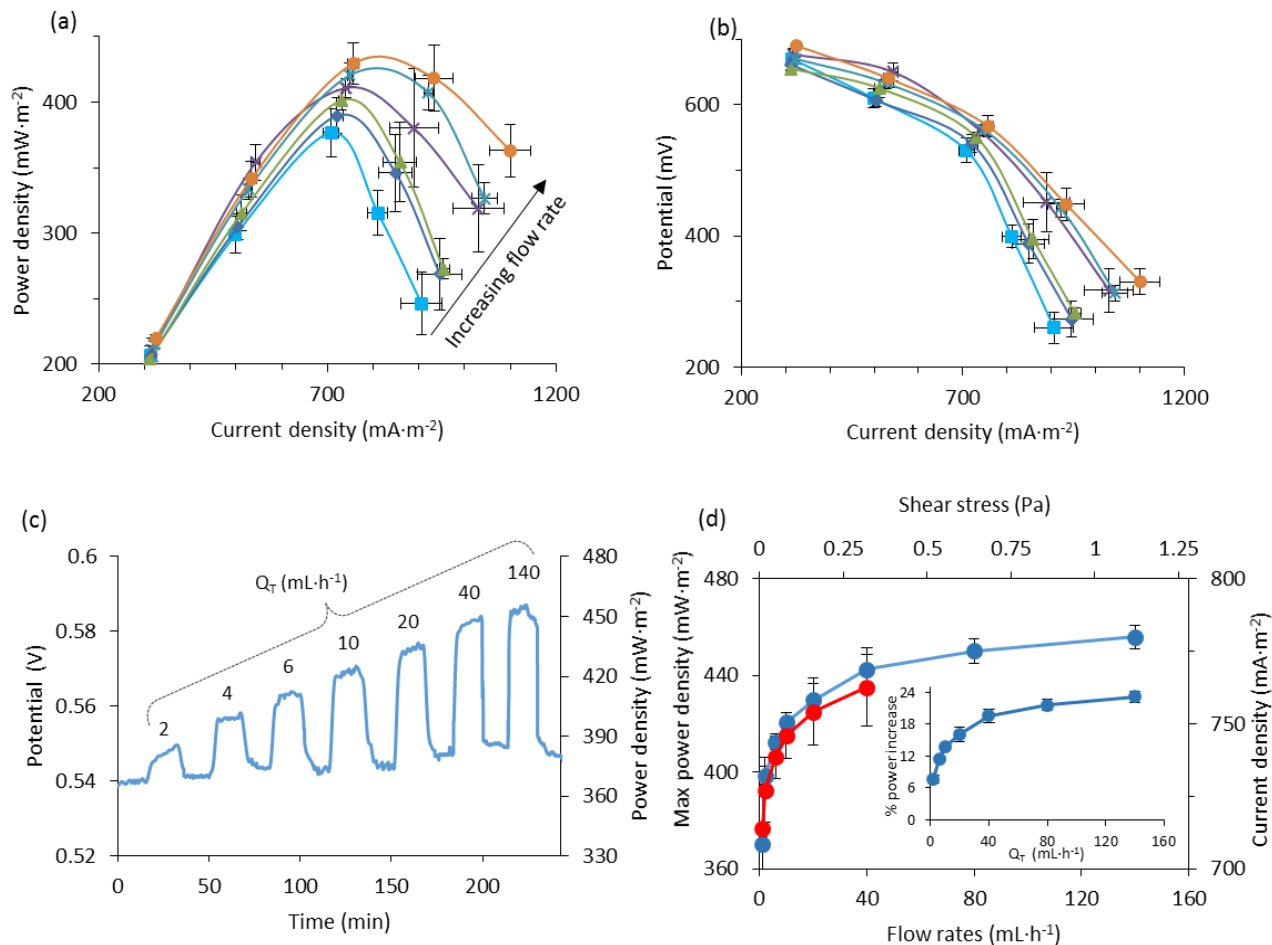 (a)
Power density (mW·m⁻²)
400
300
200
200 700 1200
Current density (mA·m⁻²)
Increasing flow rate
(b)
Potential (mV)
600
400
200
200 700 1200
Current density (mA·m⁻²)
(c)
Potential (V)
0.6
0.58
0.56
0.54
0.52
Q_T (mL·h⁻¹)
2 4 6 10 20 40 140
480
450
420
390
360
330
Power density (mW·m⁻²)
0 50 100 150 200
Time (min)
(d)
Shear stress (Pa)
0 0.25 0.5 0.75 1 1.25
Max power density (mW·m⁻²)
480
440
400
360
800
750
700
Current density (mA·m⁻²)
% power increase
24
18
12
6
0
0 40 80 120 160
Q_T (mL·h⁻¹)
0 40 80 120 160
Flow rates (mL·h⁻¹)